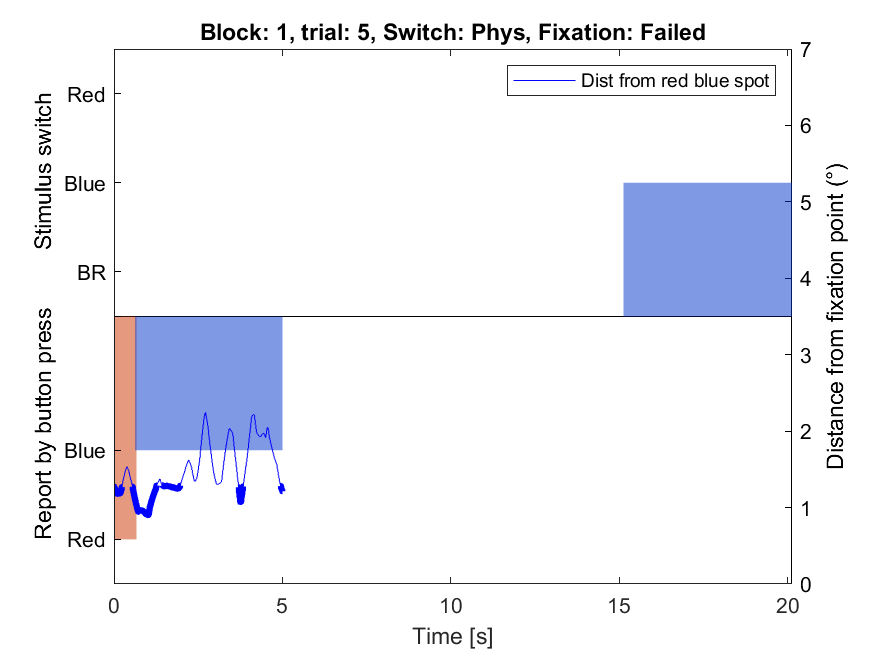 Block: 1, trial: 5, Switch: Phys, Fixation: Failed
Dist from red blue spot
Stimulus switch
Red
Blue
BR
Report by button press
Blue
Red
7
6
5
4
3
2
1
0
Distance from fixation point (°)
0
5
10
15
20
Time [s]